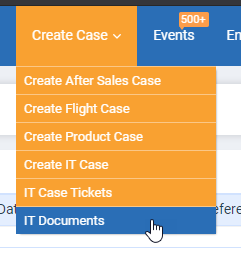 500+
Create Case Events
Create After Sales Case
Create Flight Case
Create Product Case
Create IT Case
IT Case Tickets
IT Documents